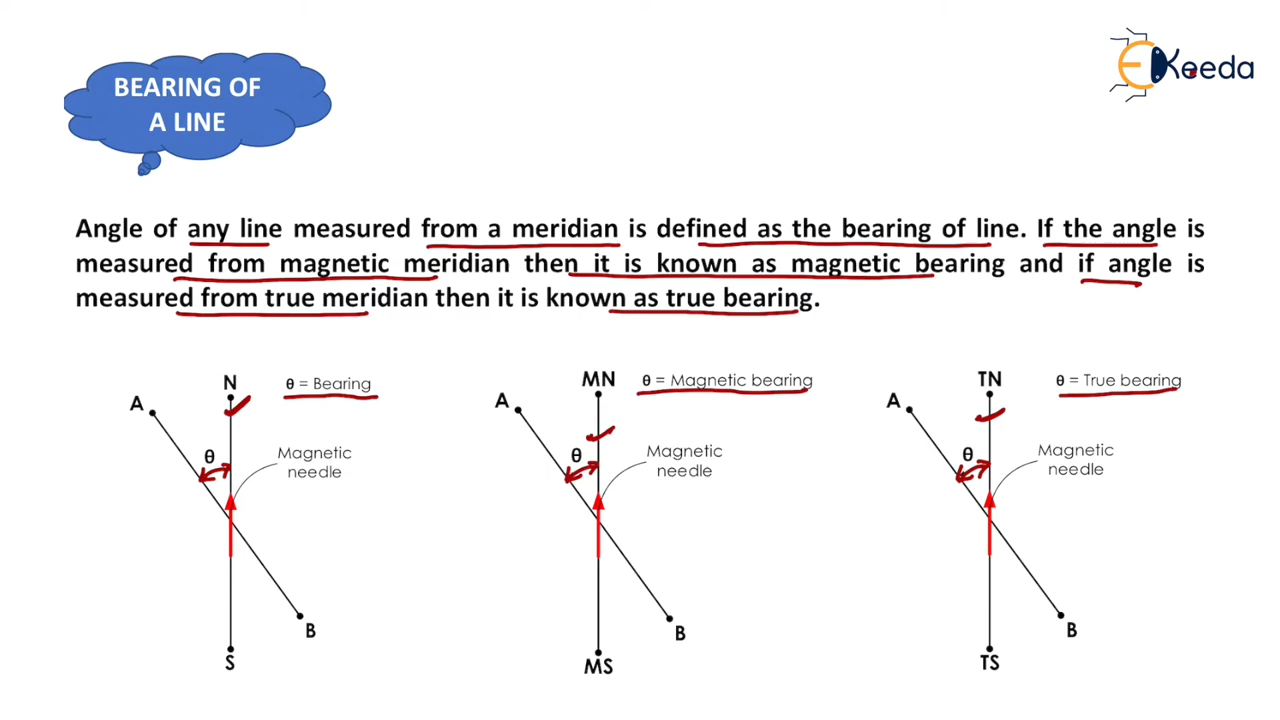 BEARING OF
A LINE
EKeeda
Angle of any line measured from a meridian is defined as the bearing of line. If the angle is
measured from magnetic meridian then it is known as magnetic bearing and if angle is
measured from true meridian then it is known as true bearing.
N
θ = Bearing
A
θ
Magnetic
needle
B
S
MN
θ = Magnetic bearing
A
θ
Magnetic
needle
B
MS
TN
θ = True bearing
A
θ
Magnetic
needle
B
TS